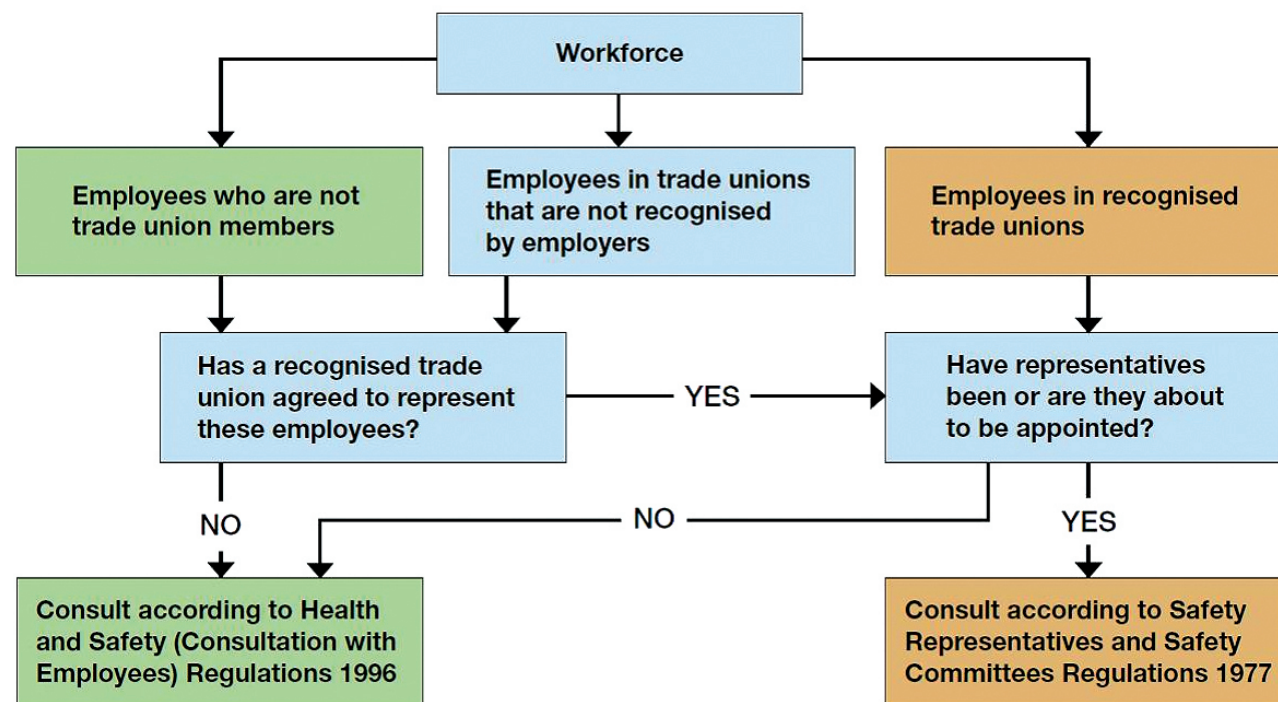 Workforce
Employees who are not
trade union members
Employees in trade unions
that are not recognised
by employers
Employees in recognised
trade unions
Has a recognised trade
union agreed to represent
these employees?
YES
Have representatives
been or are they about
to be appointed?
NO
NO
YES
Consult according to Health
and Safety (Consultation with
Employees) Regulations 1996
Consult according to Safety
Representatives and Safety
Committees Regulations 1977